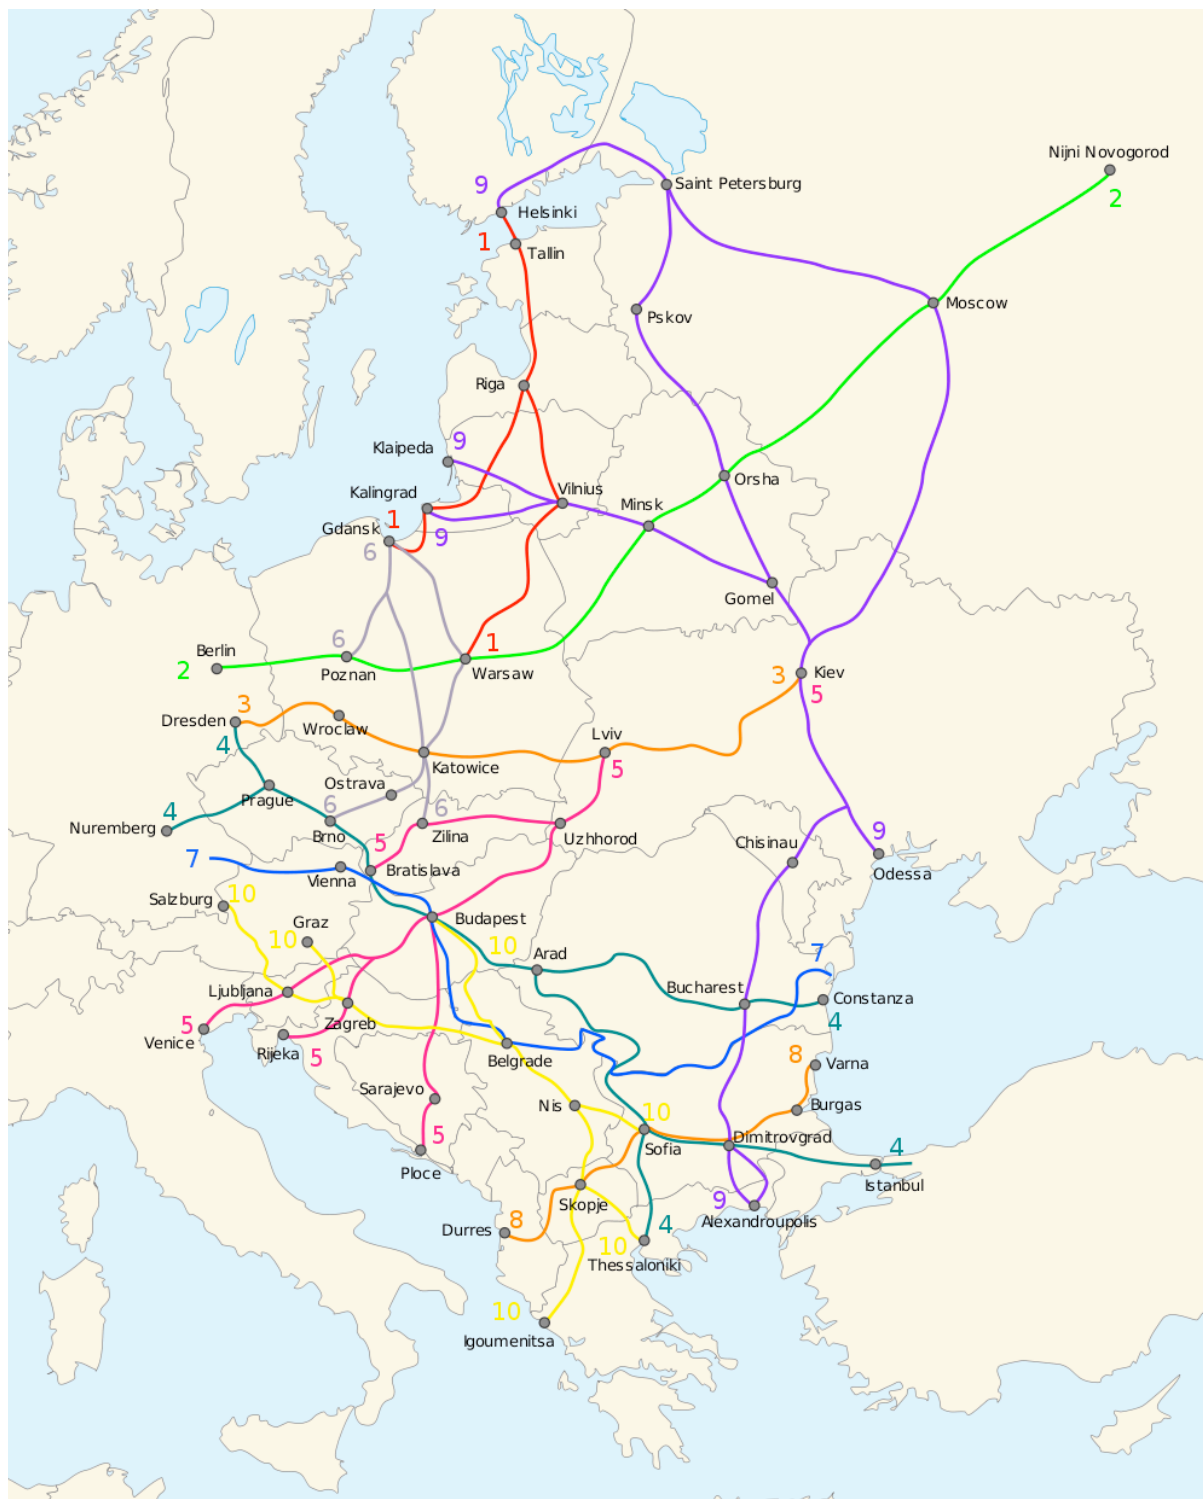 Nijni Novogorod
9
Saint Petersburg
2
Helsinki
1
Tallin
Moscow
Pskov
Riga
Klaipeda
9
Orsha
Kalingrad
Vilnius
Minsk
1
Gdansk
9
6
Gomel
6
1
Berlin
2
Poznan
Warsaw
3
Kiev
5
3
Dresden
Wroclaw
Lviv
4
Katowice
5
Ostrava
Prague
6
6
4
Nuremberg
Brno
Zilina
Uzhhorod
5
Chisinau
9
7
Vienna
Bratislava
Odessa
Salzburg
10
Graz
Budapest
10
10
Arad
7
Ljubljana
Bucharest
Constanza
5
Zagreb
4
Venice
Rijeka
5
Belgrade
8
Varna
Sarajevo
Nis
10
Burgas
5
Sofia
Dimitrovgrad
4
Ploce
Istanbul
Skopje
9
Durres
8
4
Alexandroupolis
10
Thessaloniki
10
Igoumenitsa